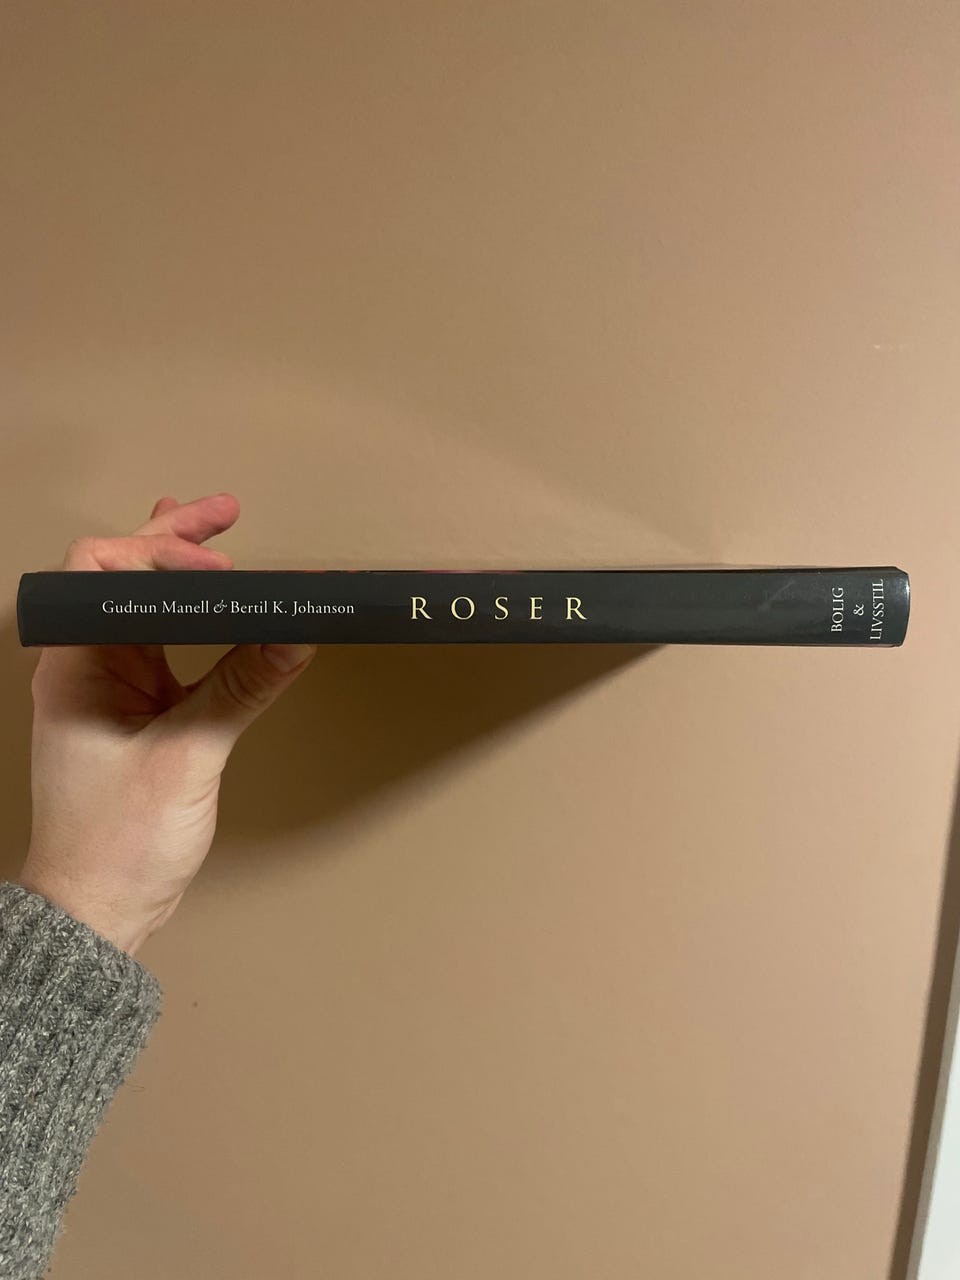 Gudrun Manell & Bertil K. Johanson
ROSER
BOLIG
&
LIVSSTIL